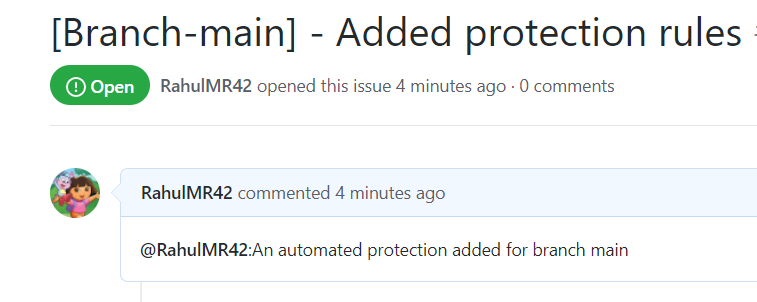 [Branch-main] - Added protection rules
Open RahulMR42 opened this issue 4 minutes ago · 0 comments
RahulMR42 commented 4 minutes ago
@RahulMR42:An automated protection added for branch main